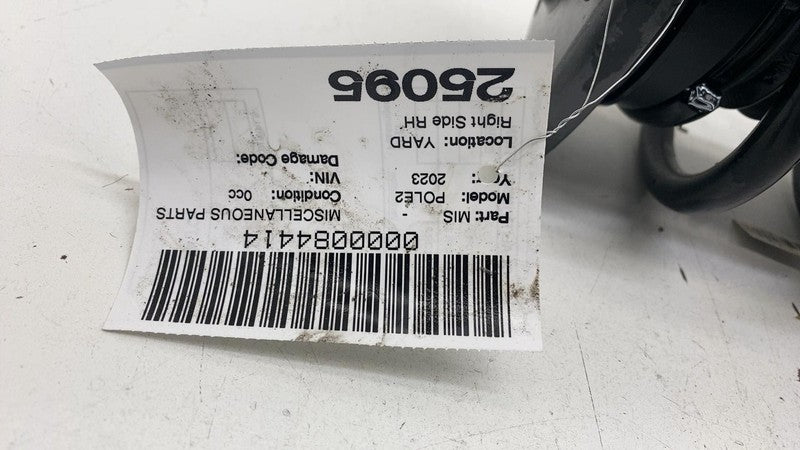 0000084414
Part: MIS - MISCELLANEOUS PARTS
Model: POLE2 Condition: 0cc
Year: 2023 VIN:
Damage Code:
Location: YARD
Right Side RH
25095